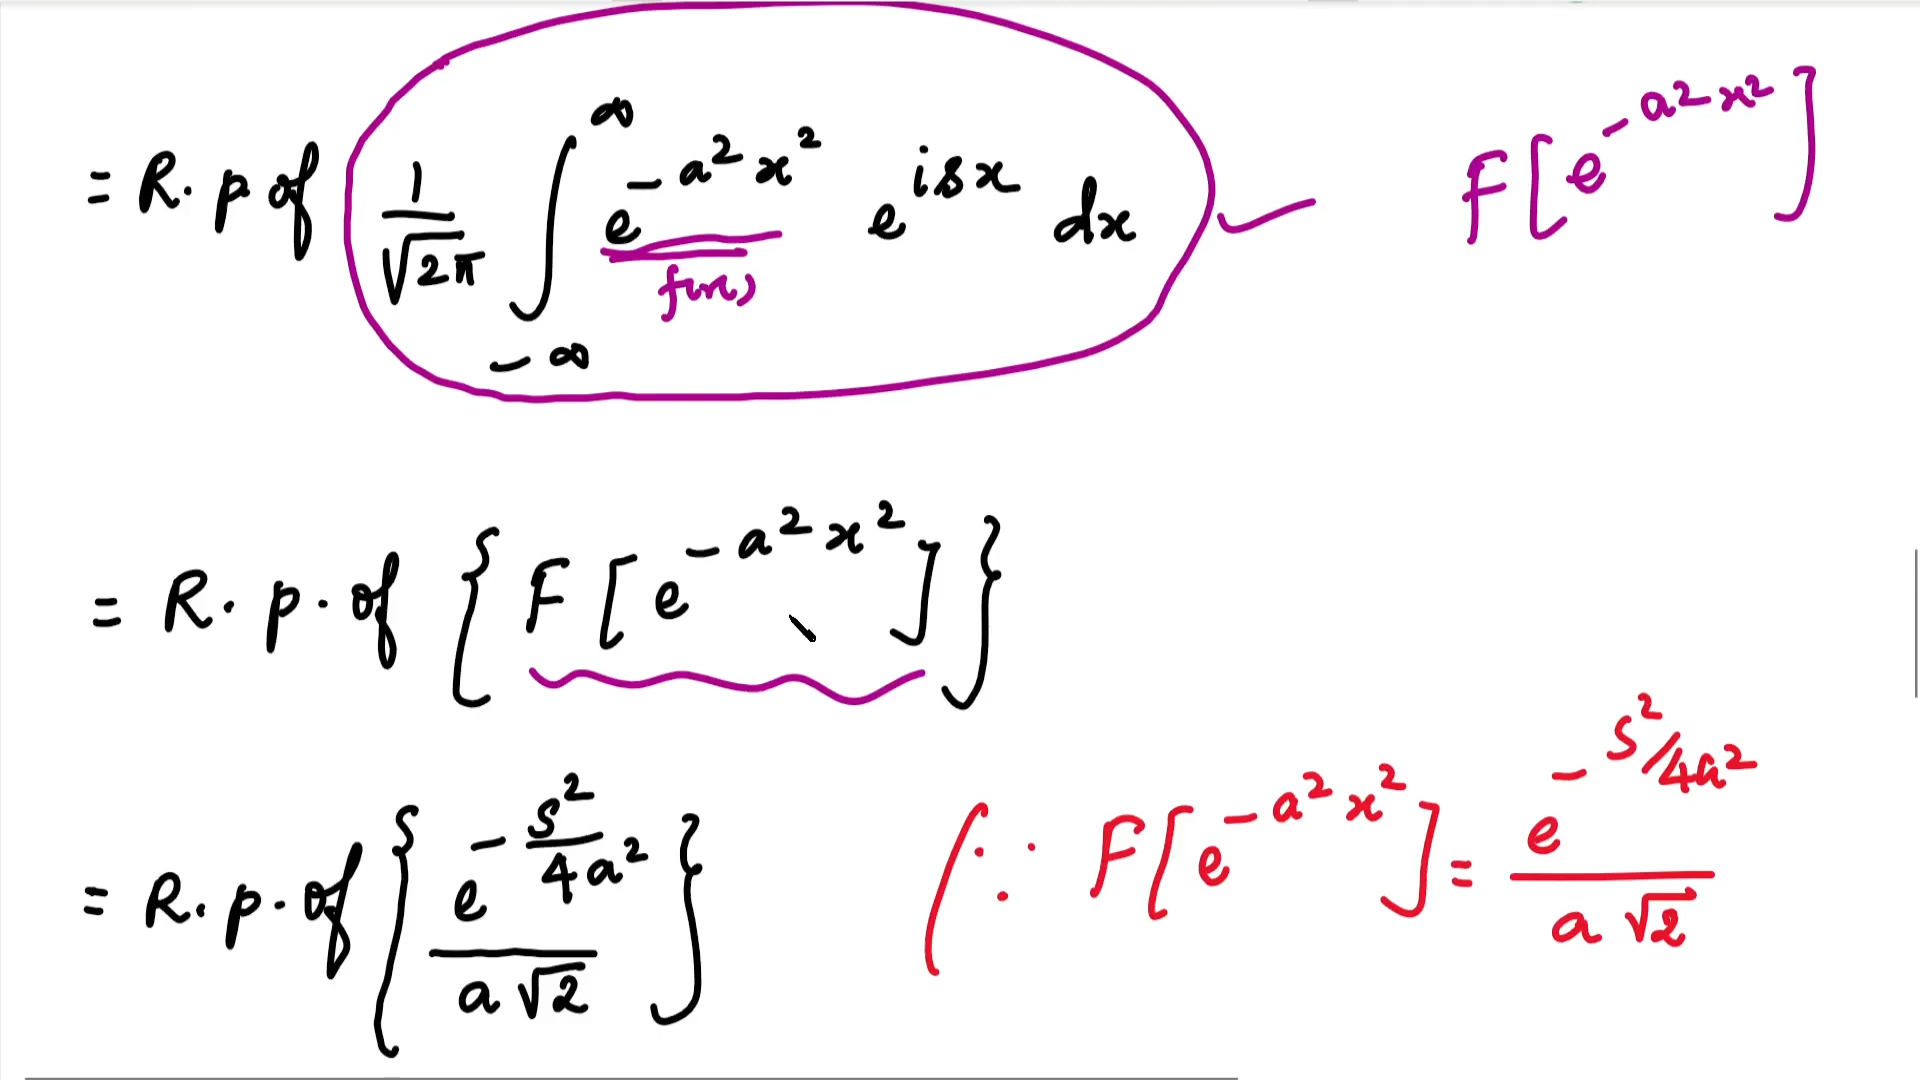 = R. p. of 1/√2π ∫_{-∞}^{∞} e^{-a²x²} e^{isx} dx F[e^{-a²x²}]
f(x)
= R. p. of {F[e^{-a²x²}]}
= R. p. of {e^{-s²/4a²}/a√2} (∵ F[e^{-a²x²}] = e^{-s²/4a²}/a√2